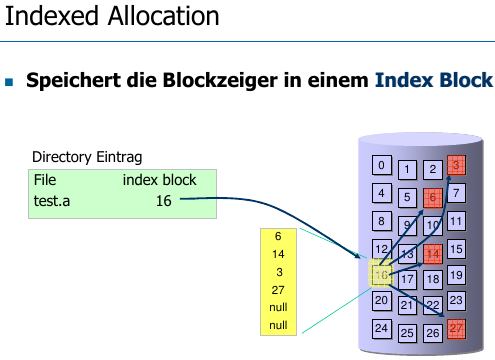 Indexed Allocation
Speichert die Blockzeiger in einem Index Block
Directory Eintrag
File index block
test.a 16
6
14
3
27
null
null
0 1 2 3
4 5 6 7
8 9 10 11
12 13 14 15
16 17 18 19
20 21 22 23
24 25 26 27